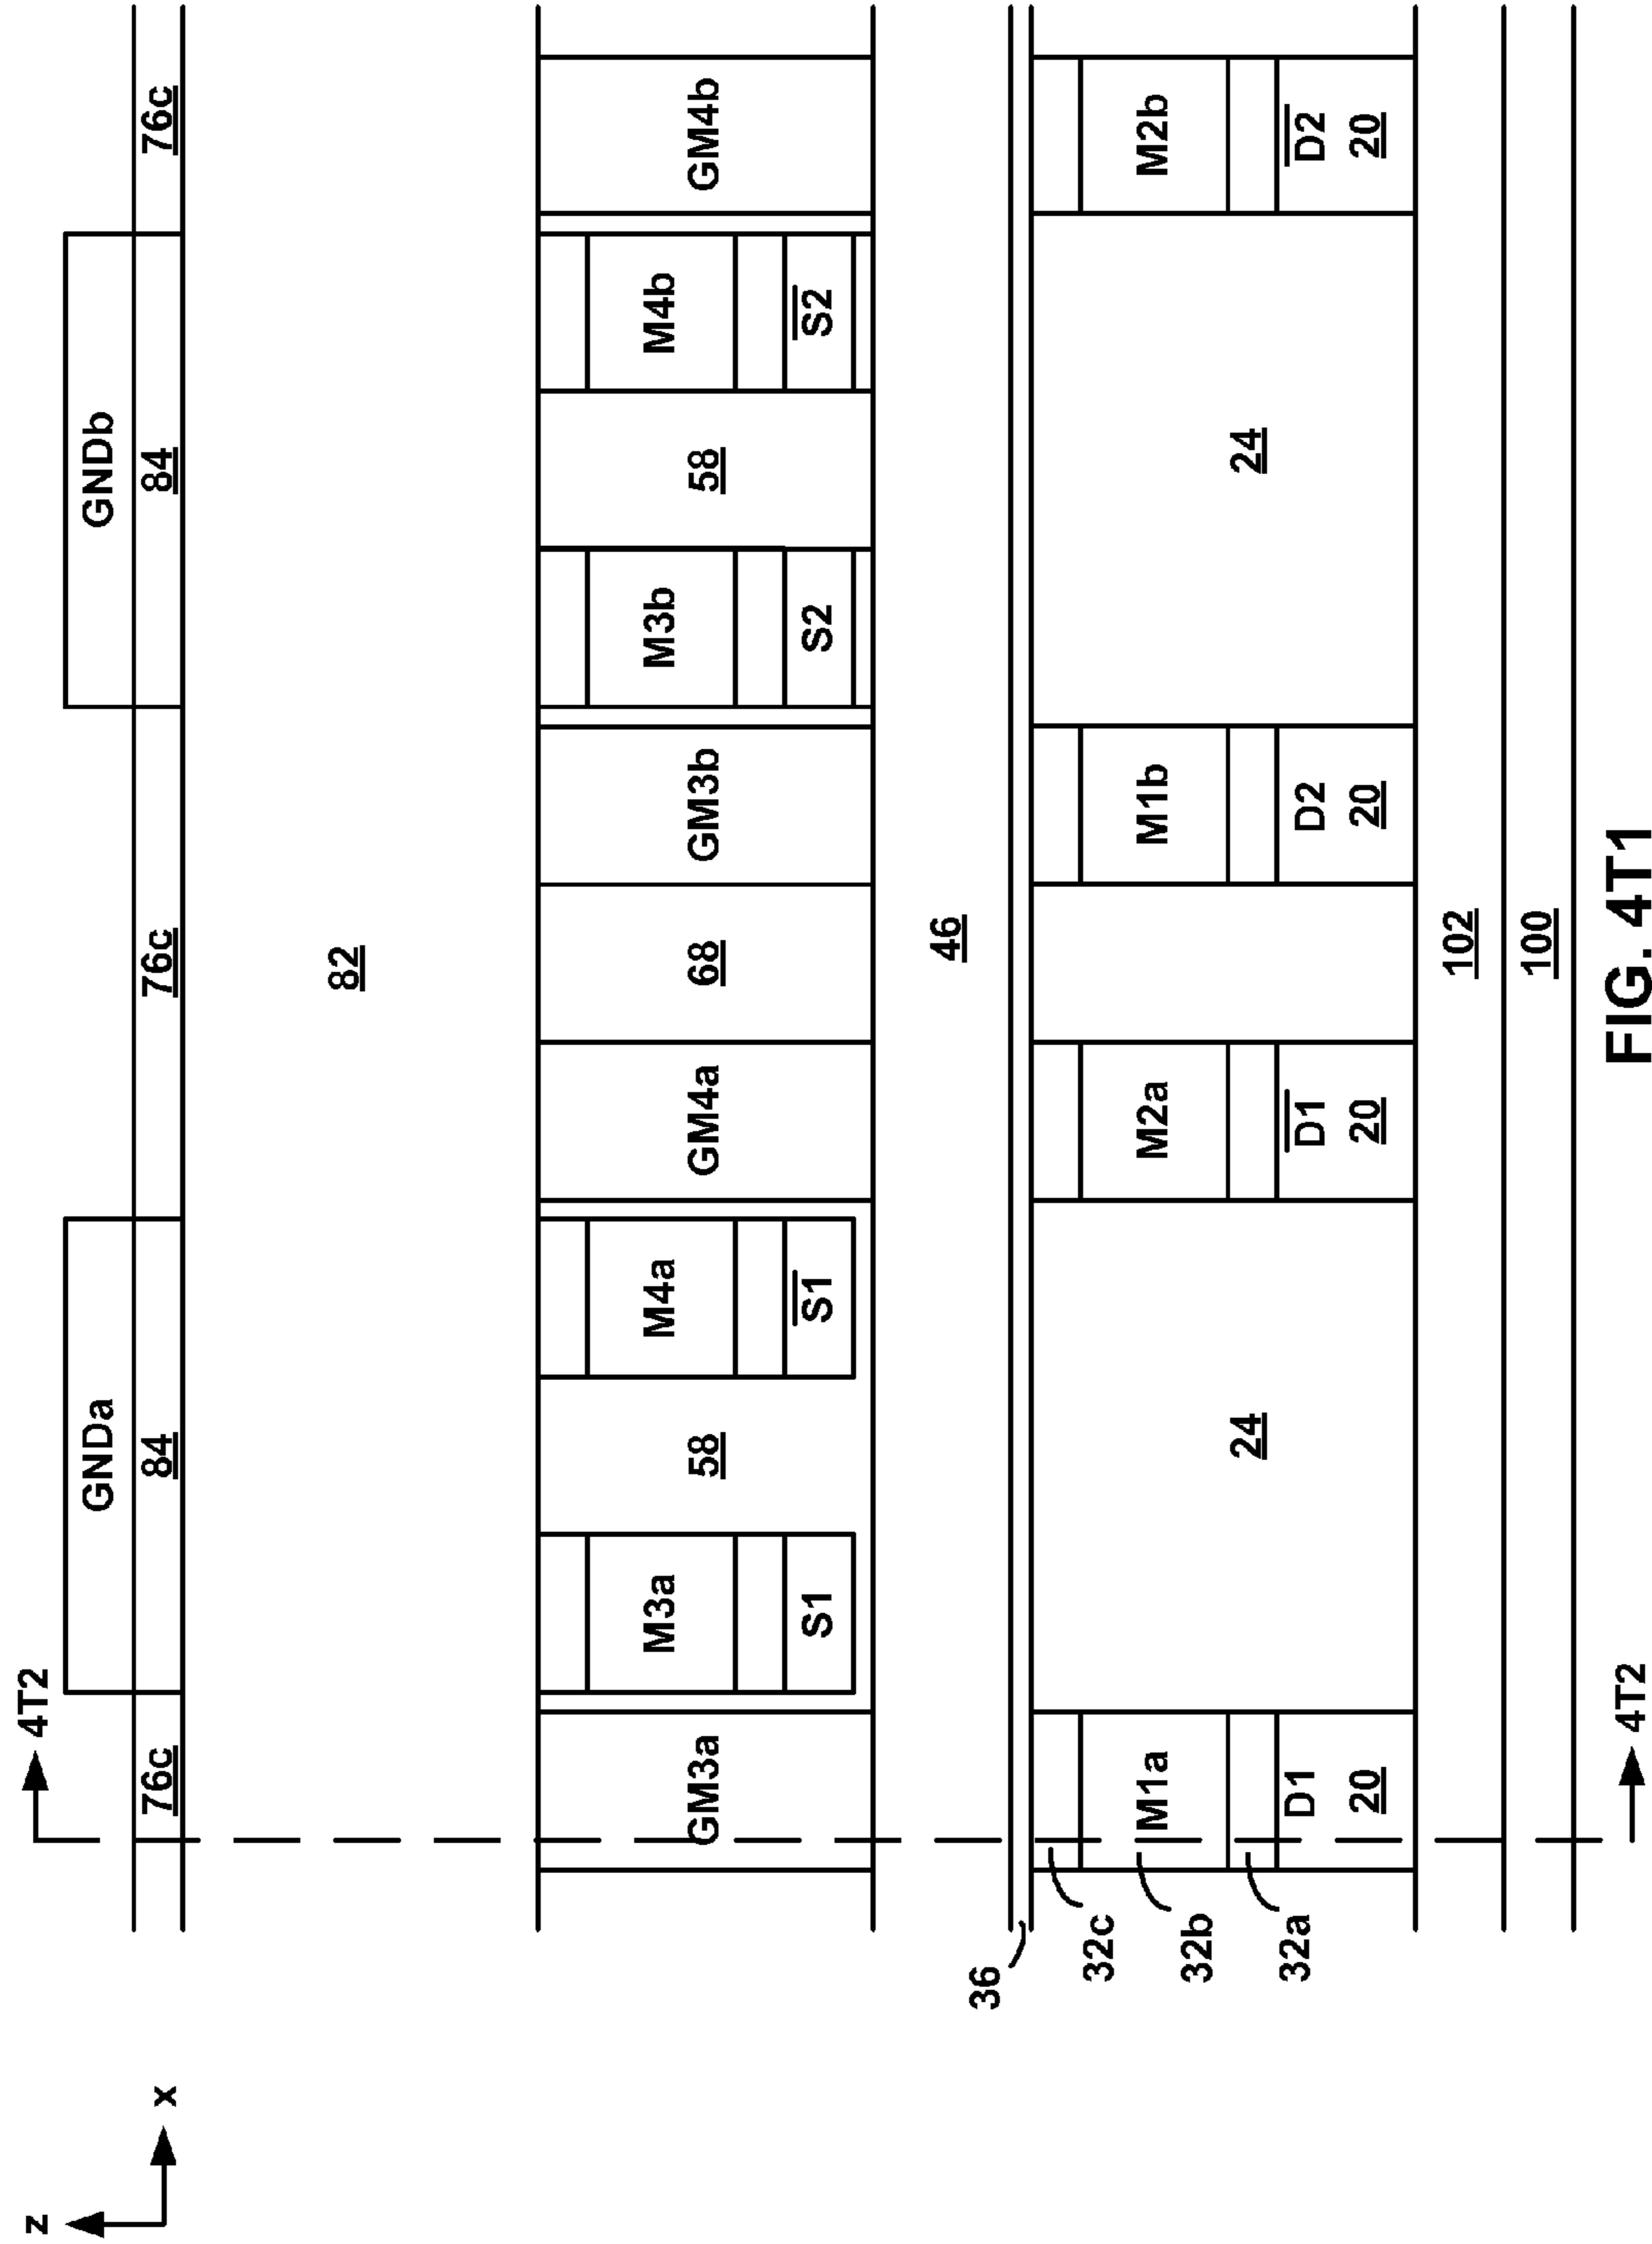 z 4T2
GNDa GNDb
x 76c 84 76c 84 76c
82
M3a M4a M3b M4b
GM3a 58 GM4a 68 GM3b 58 GM4b
S1 S̅1̅ S2 S̅2̅
46
36
32c
M1a M2a M1b M2b
32b
24 24
32a D1 D̅1̅ D2 D̅2̅
20 20 20 20
102
100
4T2
FIG. 4T1